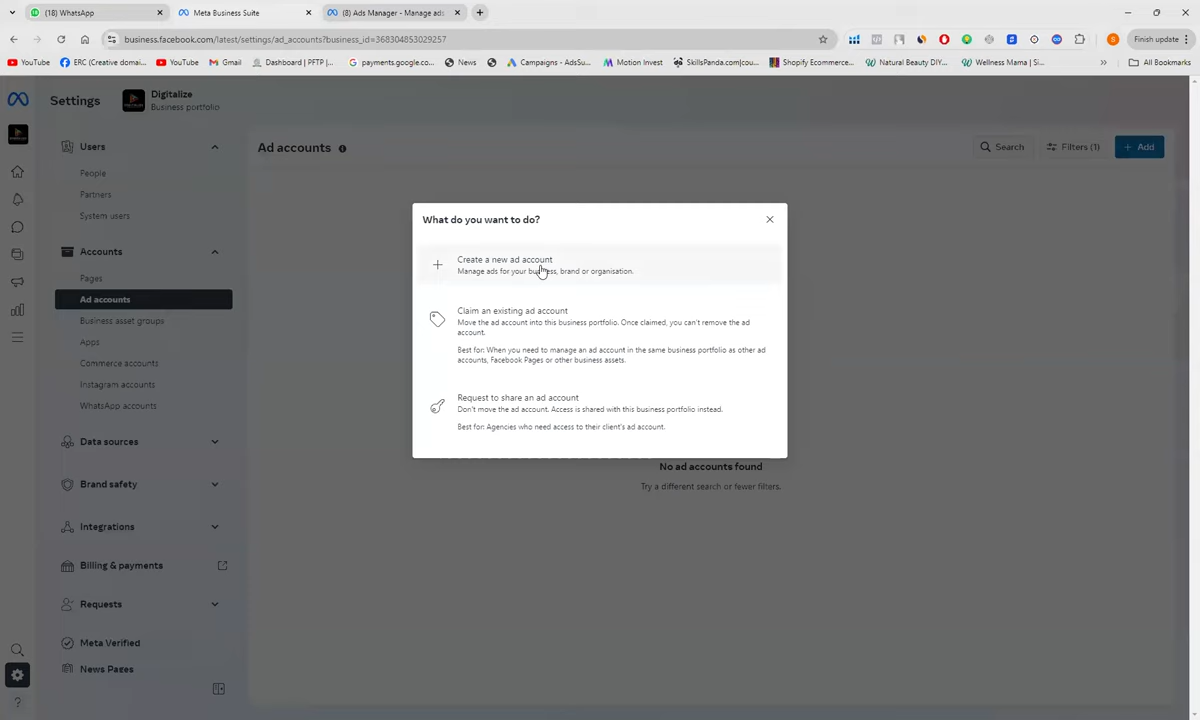 (18) WhatsApp
Meta Business Suite
(8) Ads Manager - Manage ads
business.facebook.com/latest/settings/ad_accounts?business_id=368304853029257
Finish update
YouTube
ERC (Creative domai...
YouTube
Gmail
Dashboard | PFTP |...
payments.google.co...
News
Campaigns - AdsSu...
Motion Invest
SkillsPanda.com|cou...
Shopify Ecommerce...
Natural Beauty DIY...
Wellness Mama | Si...
All Bookmarks
Settings
Digitalize
Business portfolio
Users
People
Partners
System users
Accounts
Pages
Ad accounts
Business asset groups
Apps
Commerce accounts
Instagram accounts
WhatsApp accounts
Data sources
Brand safety
Integrations
Billing & payments
Requests
Meta Verified
News Pages
Ad accounts
Search
Filters (1)
+ Add
What do you want to do?
Create a new ad account
Manage ads for your business, brand or organisation.
Claim an existing ad account
Move the ad account into this business portfolio. Once claimed, you can't remove the ad
account.
Best for: When you need to manage an ad account in the same business portfolio as other ad
accounts, Facebook Pages or other business assets.
Request to share an ad account
Don't move the ad account. Access is shared with this business portfolio instead.
Best for: Agencies who need access to their client's ad account.
No ad accounts found
Try a different search or fewer filters.